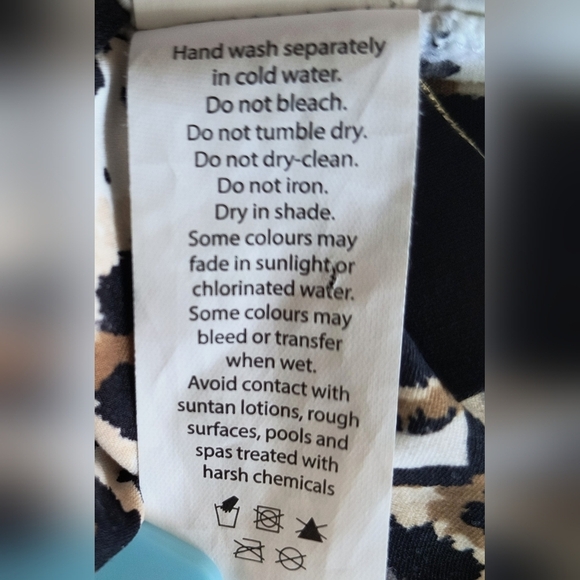 Hand wash separately
in cold water.
Do not bleach.
Do not tumble dry.
Do not dry-clean.
Do not iron.
Dry in shade.
Some colours may
fade in sunlight or
chlorinated water.
Some colours may
bleed or transfer
when wet.
Avoid contact with
suntan lotions, rough
surfaces, pools and
spas treated with
harsh chemicals